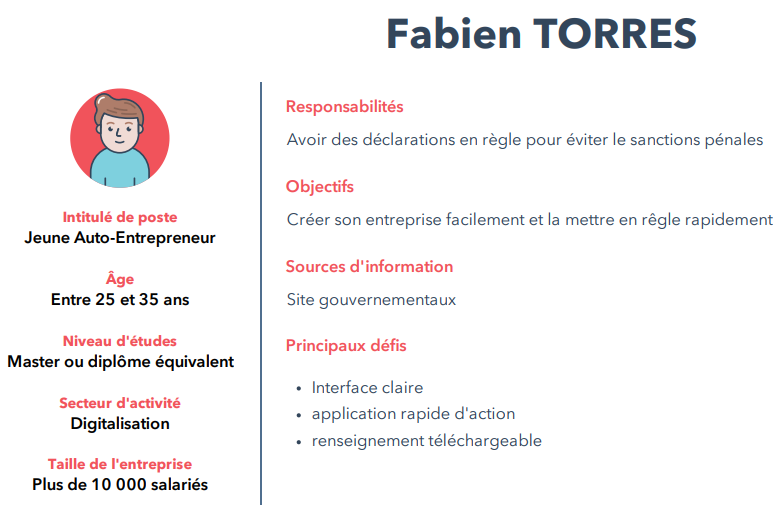 Fabien TORRES
Intitulé de poste
Jeune Auto-Entrepreneur
Âge
Entre 25 et 35 ans
Niveau d'études
Master ou diplôme équivalent
Secteur d'activité
Digitalisation
Taille de l'entreprise
Plus de 10 000 salariés
Responsabilités
Avoir des déclarations en règle pour éviter le sanctions pénales
Objectifs
Créer son entreprise facilement et la mettre en rêgle rapidement
Sources d'information
Site gouvernementaux
Principaux défis
• Interface claire
• application rapide d'action
• renseignement téléchargeable